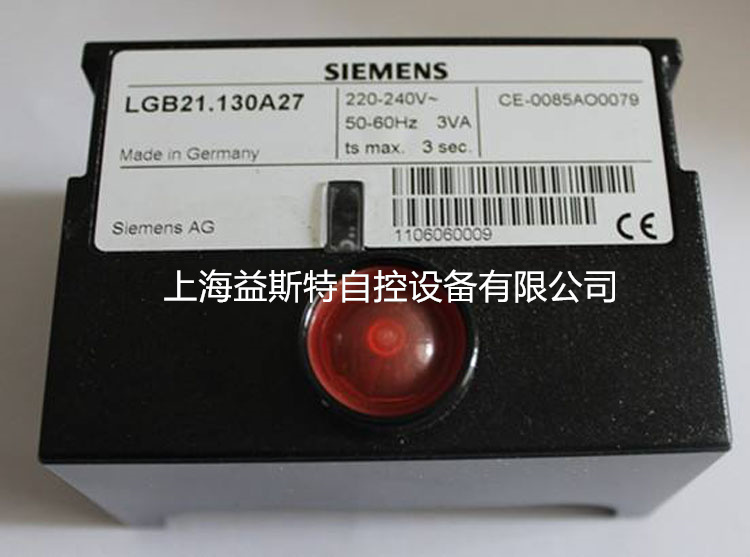 SIEMENS
LGB21.130A27
220-240V~
50-60Hz 3VA
ts max. 3 sec.
CE-0085AO0079
Made in Germany
Siemens AG
1106060009
CE
上海益斯特自控设备有限公司